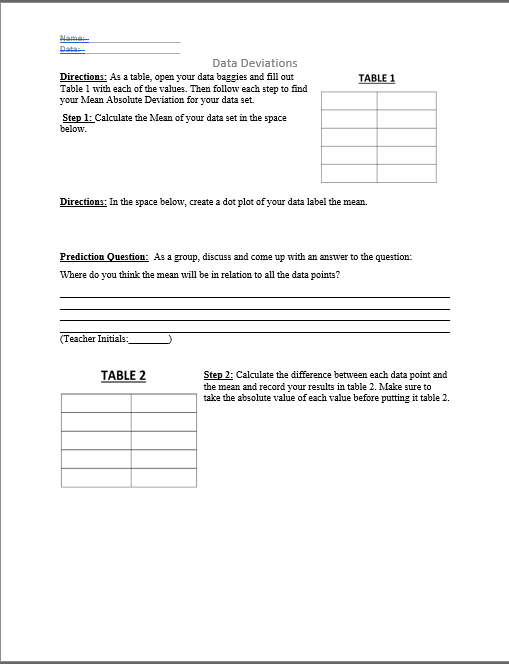 Name:
Data:
Data Deviations
Directions: As a table, open your data baggies and fill out
Table 1 with each of the values. Then follow each step to find
your Mean Absolute Deviation for your data set.
TABLE 1
Step 1: Calculate the Mean of your data set in the space
below.
Directions: In the space below, create a dot plot of your data label the mean.
Prediction Question: As a group, discuss and come up with an answer to the question:
Where do you think the mean will be in relation to all the data points?
(Teacher Initials:________)
TABLE 2
Step 2: Calculate the difference between each data point and
the mean and record your results in table 2. Make sure to
take the absolute value of each value before putting it table 2.